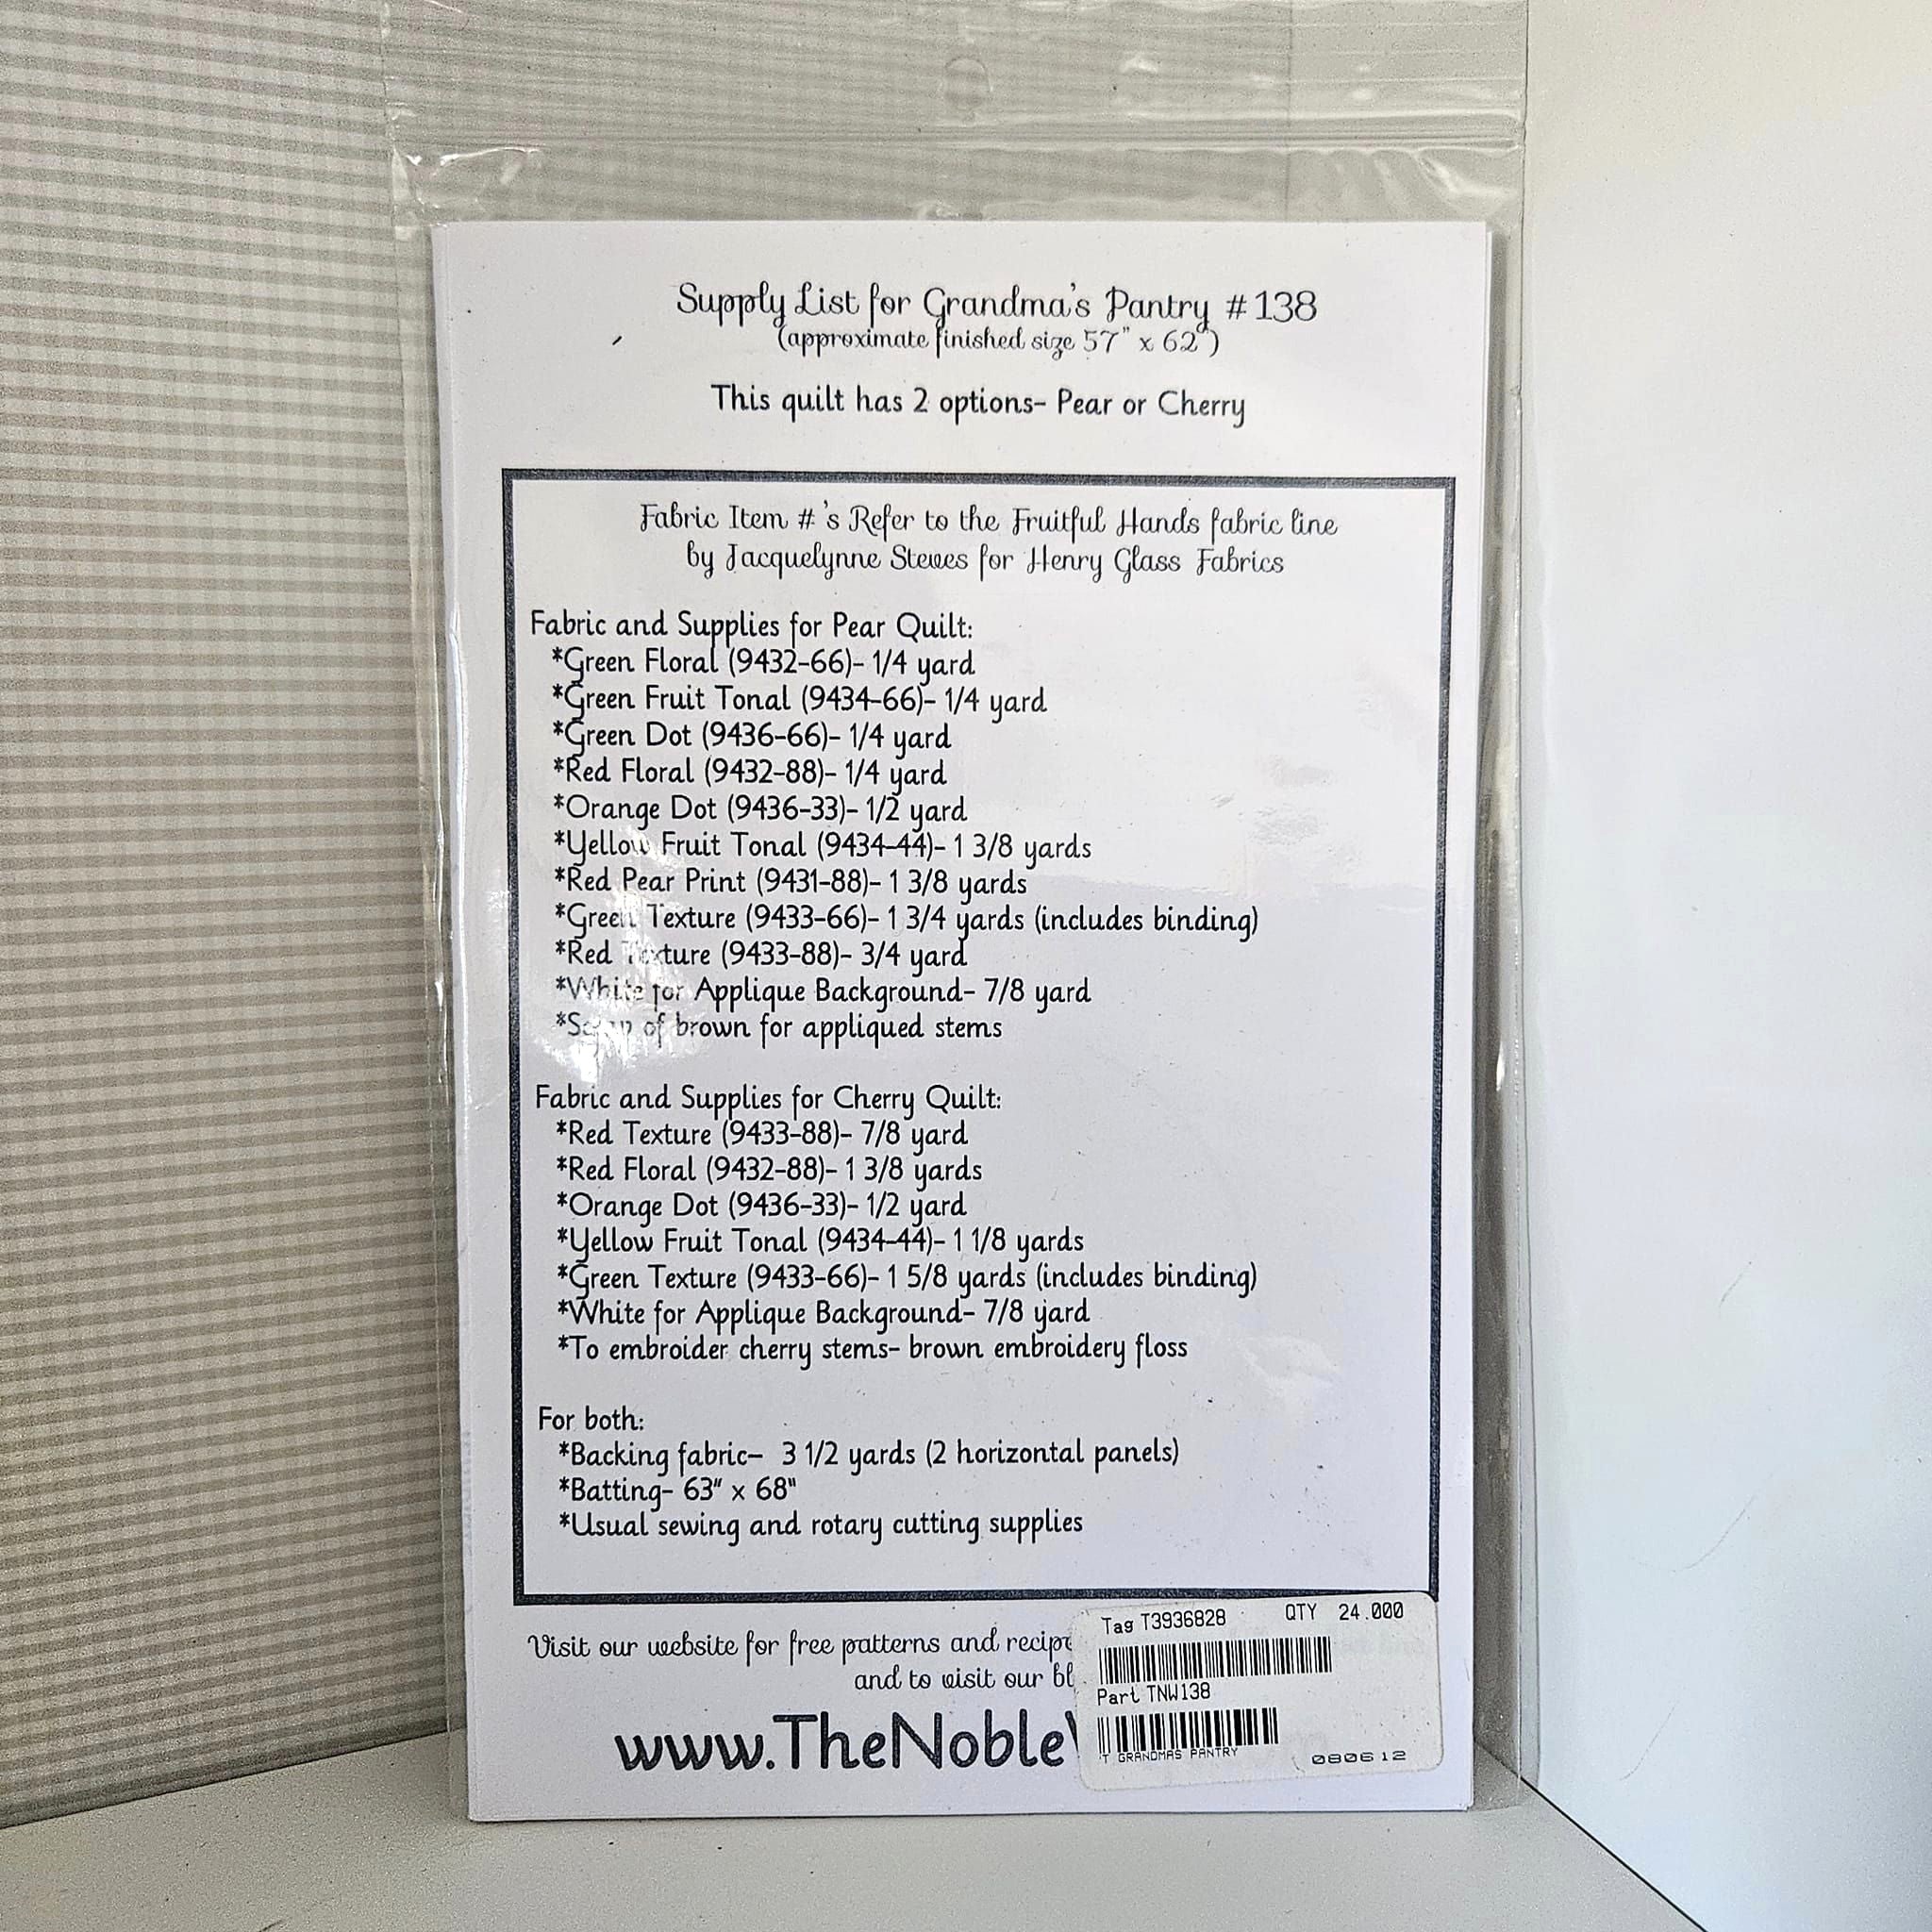 Supply List for Grandma's Pantry #138
(approximate finished size 57" x 62")
This quilt has 2 options- Pear or Cherry
Fabric Item #'s Refer to the Fruitful Hands fabric line
by Jacquelynne Steves for Henry Glass Fabrics
Fabric and Supplies for Pear Quilt:
*Green Floral (9432-66)- 1/4 yard
*Green Fruit Tonal (9434-66)- 1/4 yard
*Green Dot (9436-66)- 1/4 yard
*Red Floral (9432-88)- 1/4 yard
*Orange Dot (9436-33)- 1/2 yard
*Yellow Fruit Tonal (9434-44)- 1 3/8 yards
*Red Pear Print (9431-88)- 1 3/8 yards
*Green Texture (9433-66)- 1 3/4 yards (includes binding)
*Red Texture (9433-88)- 3/4 yard
*White for Applique Background- 7/8 yard
*Scrap of brown for appliqued stems
Fabric and Supplies for Cherry Quilt:
*Red Texture (9433-88)- 7/8 yard
*Red Floral (9432-88)- 1 3/8 yards
*Orange Dot (9436-33)- 1/2 yard
*Yellow Fruit Tonal (9434-44)- 1 1/8 yards
*Green Texture (9433-66)- 1 5/8 yards (includes binding)
*White for Applique Background- 7/8 yard
*To embroider cherry stems- brown embroidery floss
For both:
*Backing fabric- 3 1/2 yards (2 horizontal panels)
*Batting- 63" x 68"
*Usual sewing and rotary cutting supplies
Visit our website for free patterns and
and to visit our
www.TheNoble
Tag T3936828 QTY 24.000
Part TNW138
GRANDMAS PANTRY
080612